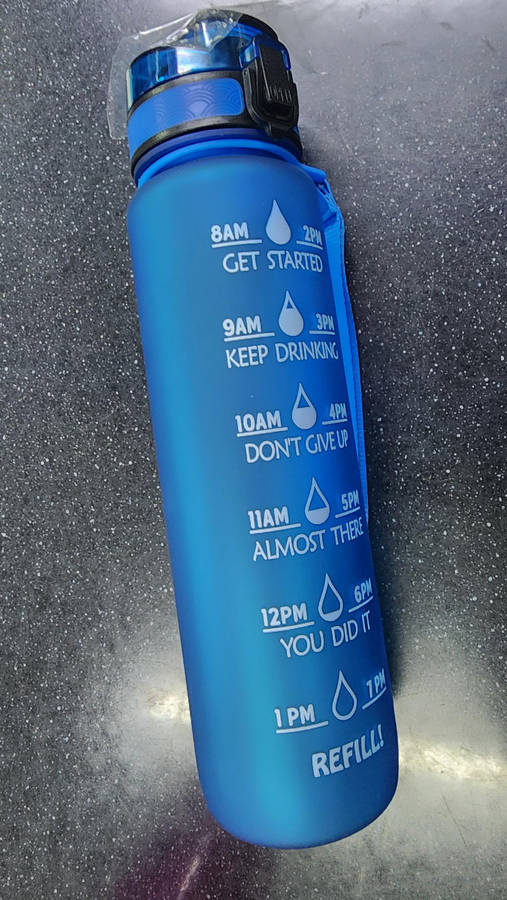 8AM 2PM
GET STARTED
9AM 3PM
KEEP DRINKING
10AM 4PM
DON'T GIVE UP
11AM 5PM
ALMOST THERE
12PM 6PM
YOU DID IT
1PM 7PM
REFILL!